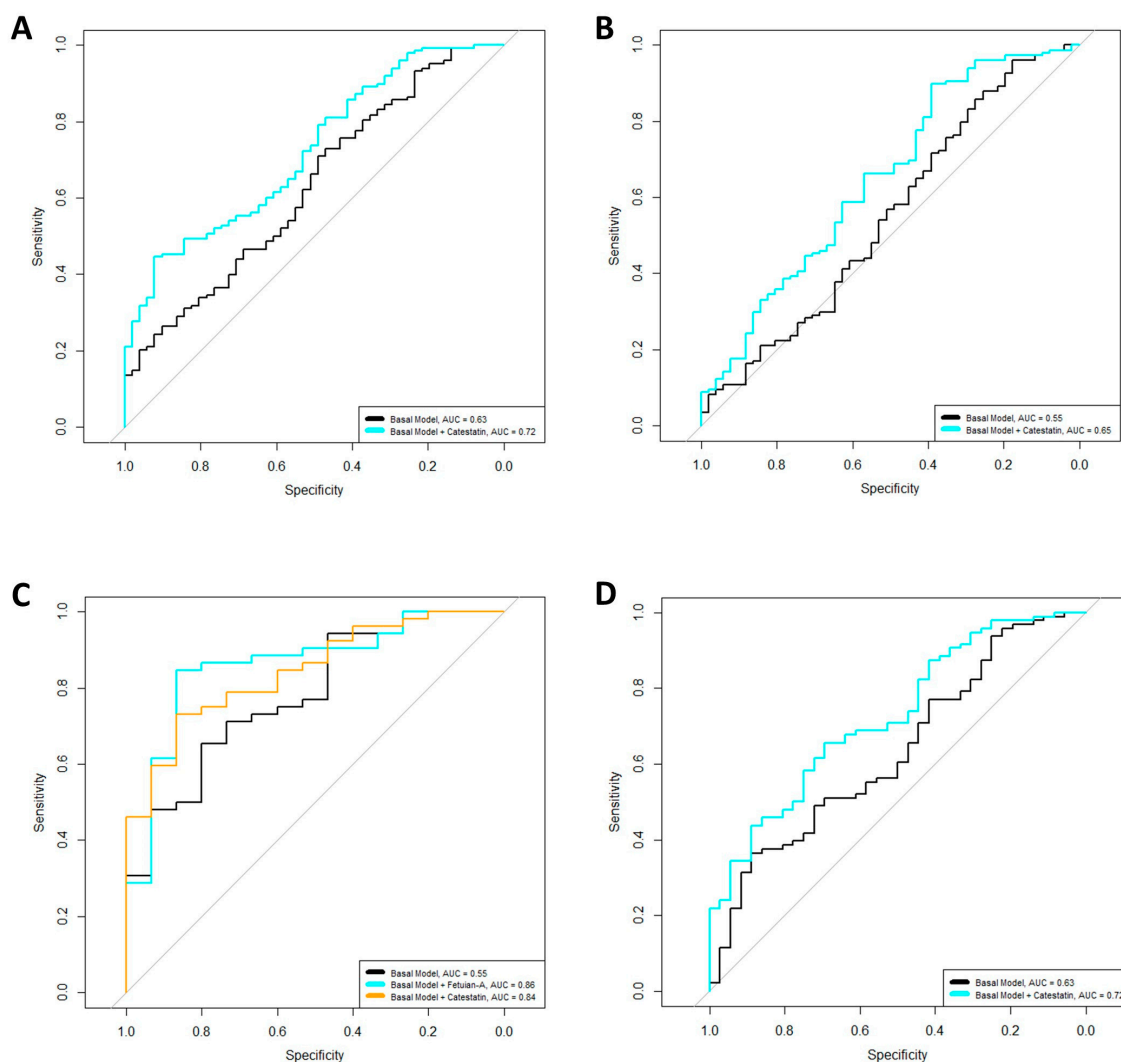 A
Sensitivity
0.0 0.2 0.4 0.6 0.8 1.0
Basal Model, AUC = 0.63
Basal Model + Catestatin, AUC = 0.72
1.0 0.8 0.6 0.4 0.2 0.0
Specificity
B
Sensitivity
0.0 0.2 0.4 0.6 0.8 1.0
Basal Model, AUC = 0.55
Basal Model + Catestatin, AUC = 0.65
1.0 0.8 0.6 0.4 0.2 0.0
Specificity
C
Sensitivity
0.0 0.2 0.4 0.6 0.8 1.0
Basal Model, AUC = 0.55
Basal Model + Fetuian-A, AUC = 0.86
Basal Model + Catestatin, AUC = 0.84
1.0 0.8 0.6 0.4 0.2 0.0
Specificity
D
Sensitivity
0.0 0.2 0.4 0.6 0.8 1.0
Basal Model, AUC = 0.63
Basal Model + Catestatin, AUC = 0.72
1.0 0.8 0.6 0.4 0.2 0.0
Specificity